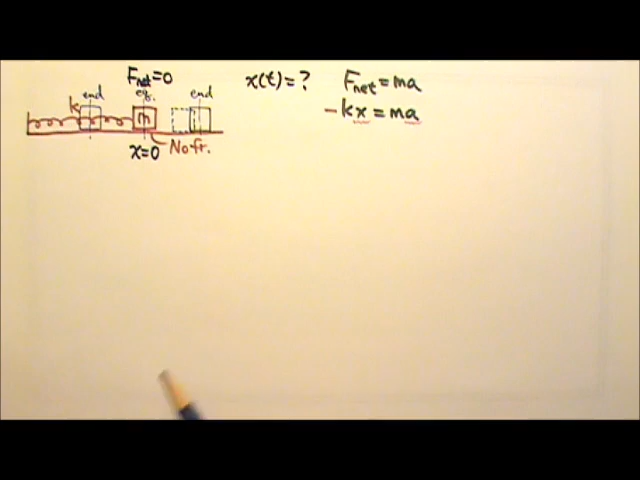 Fnet=0
x(t)=? Fnet=ma
end eq. end
k m
-kx=ma
x=0 No fr.